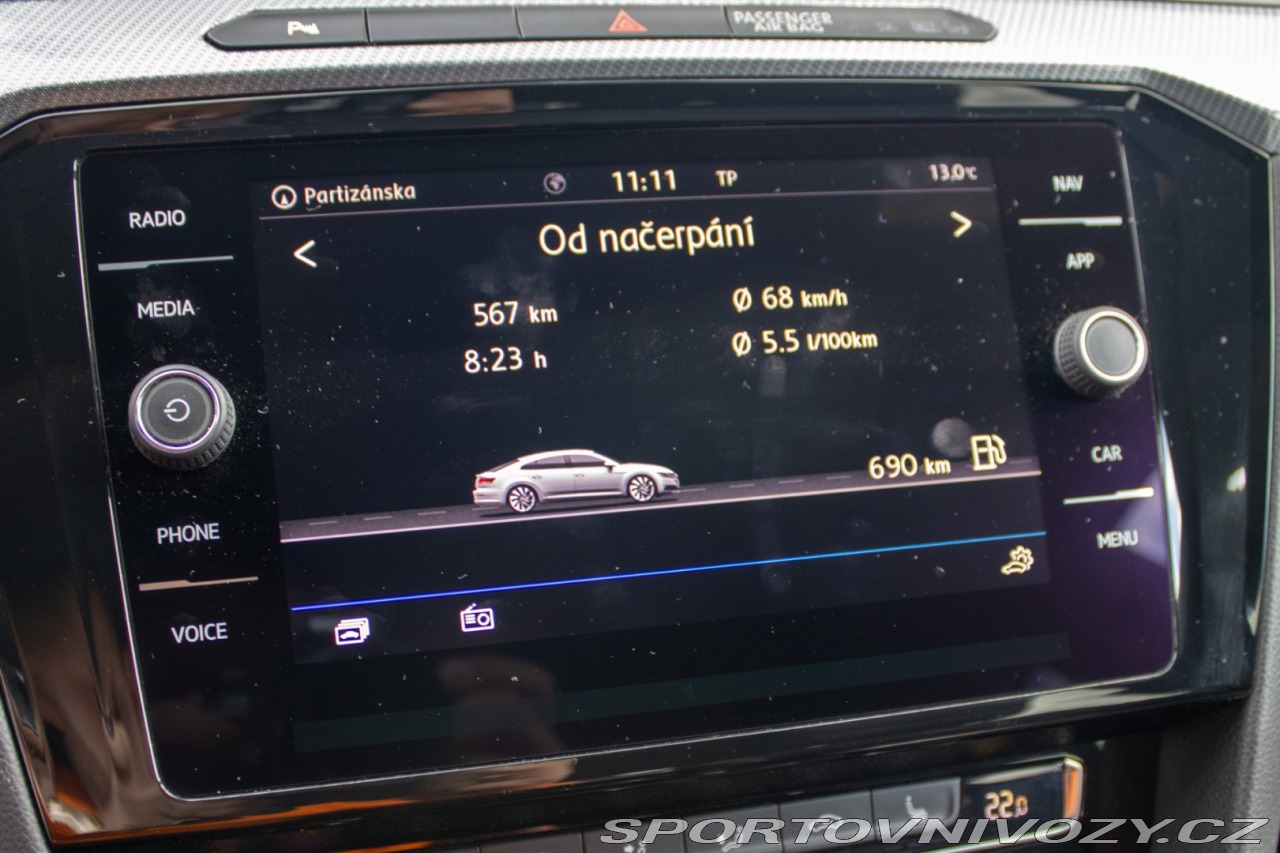 PASSENGER
AIR BAG
Partizánska
11:11
TP
13.0°C
RADIO
MEDIA
PHONE
VOICE
<
Od načerpání
>
567 km
8:23 h
Ø 68 km/h
Ø 5.5 l/100km
690 km
NAV
APP
CAR
MENU
22.0
SPORTOVNIVOZY.CZ